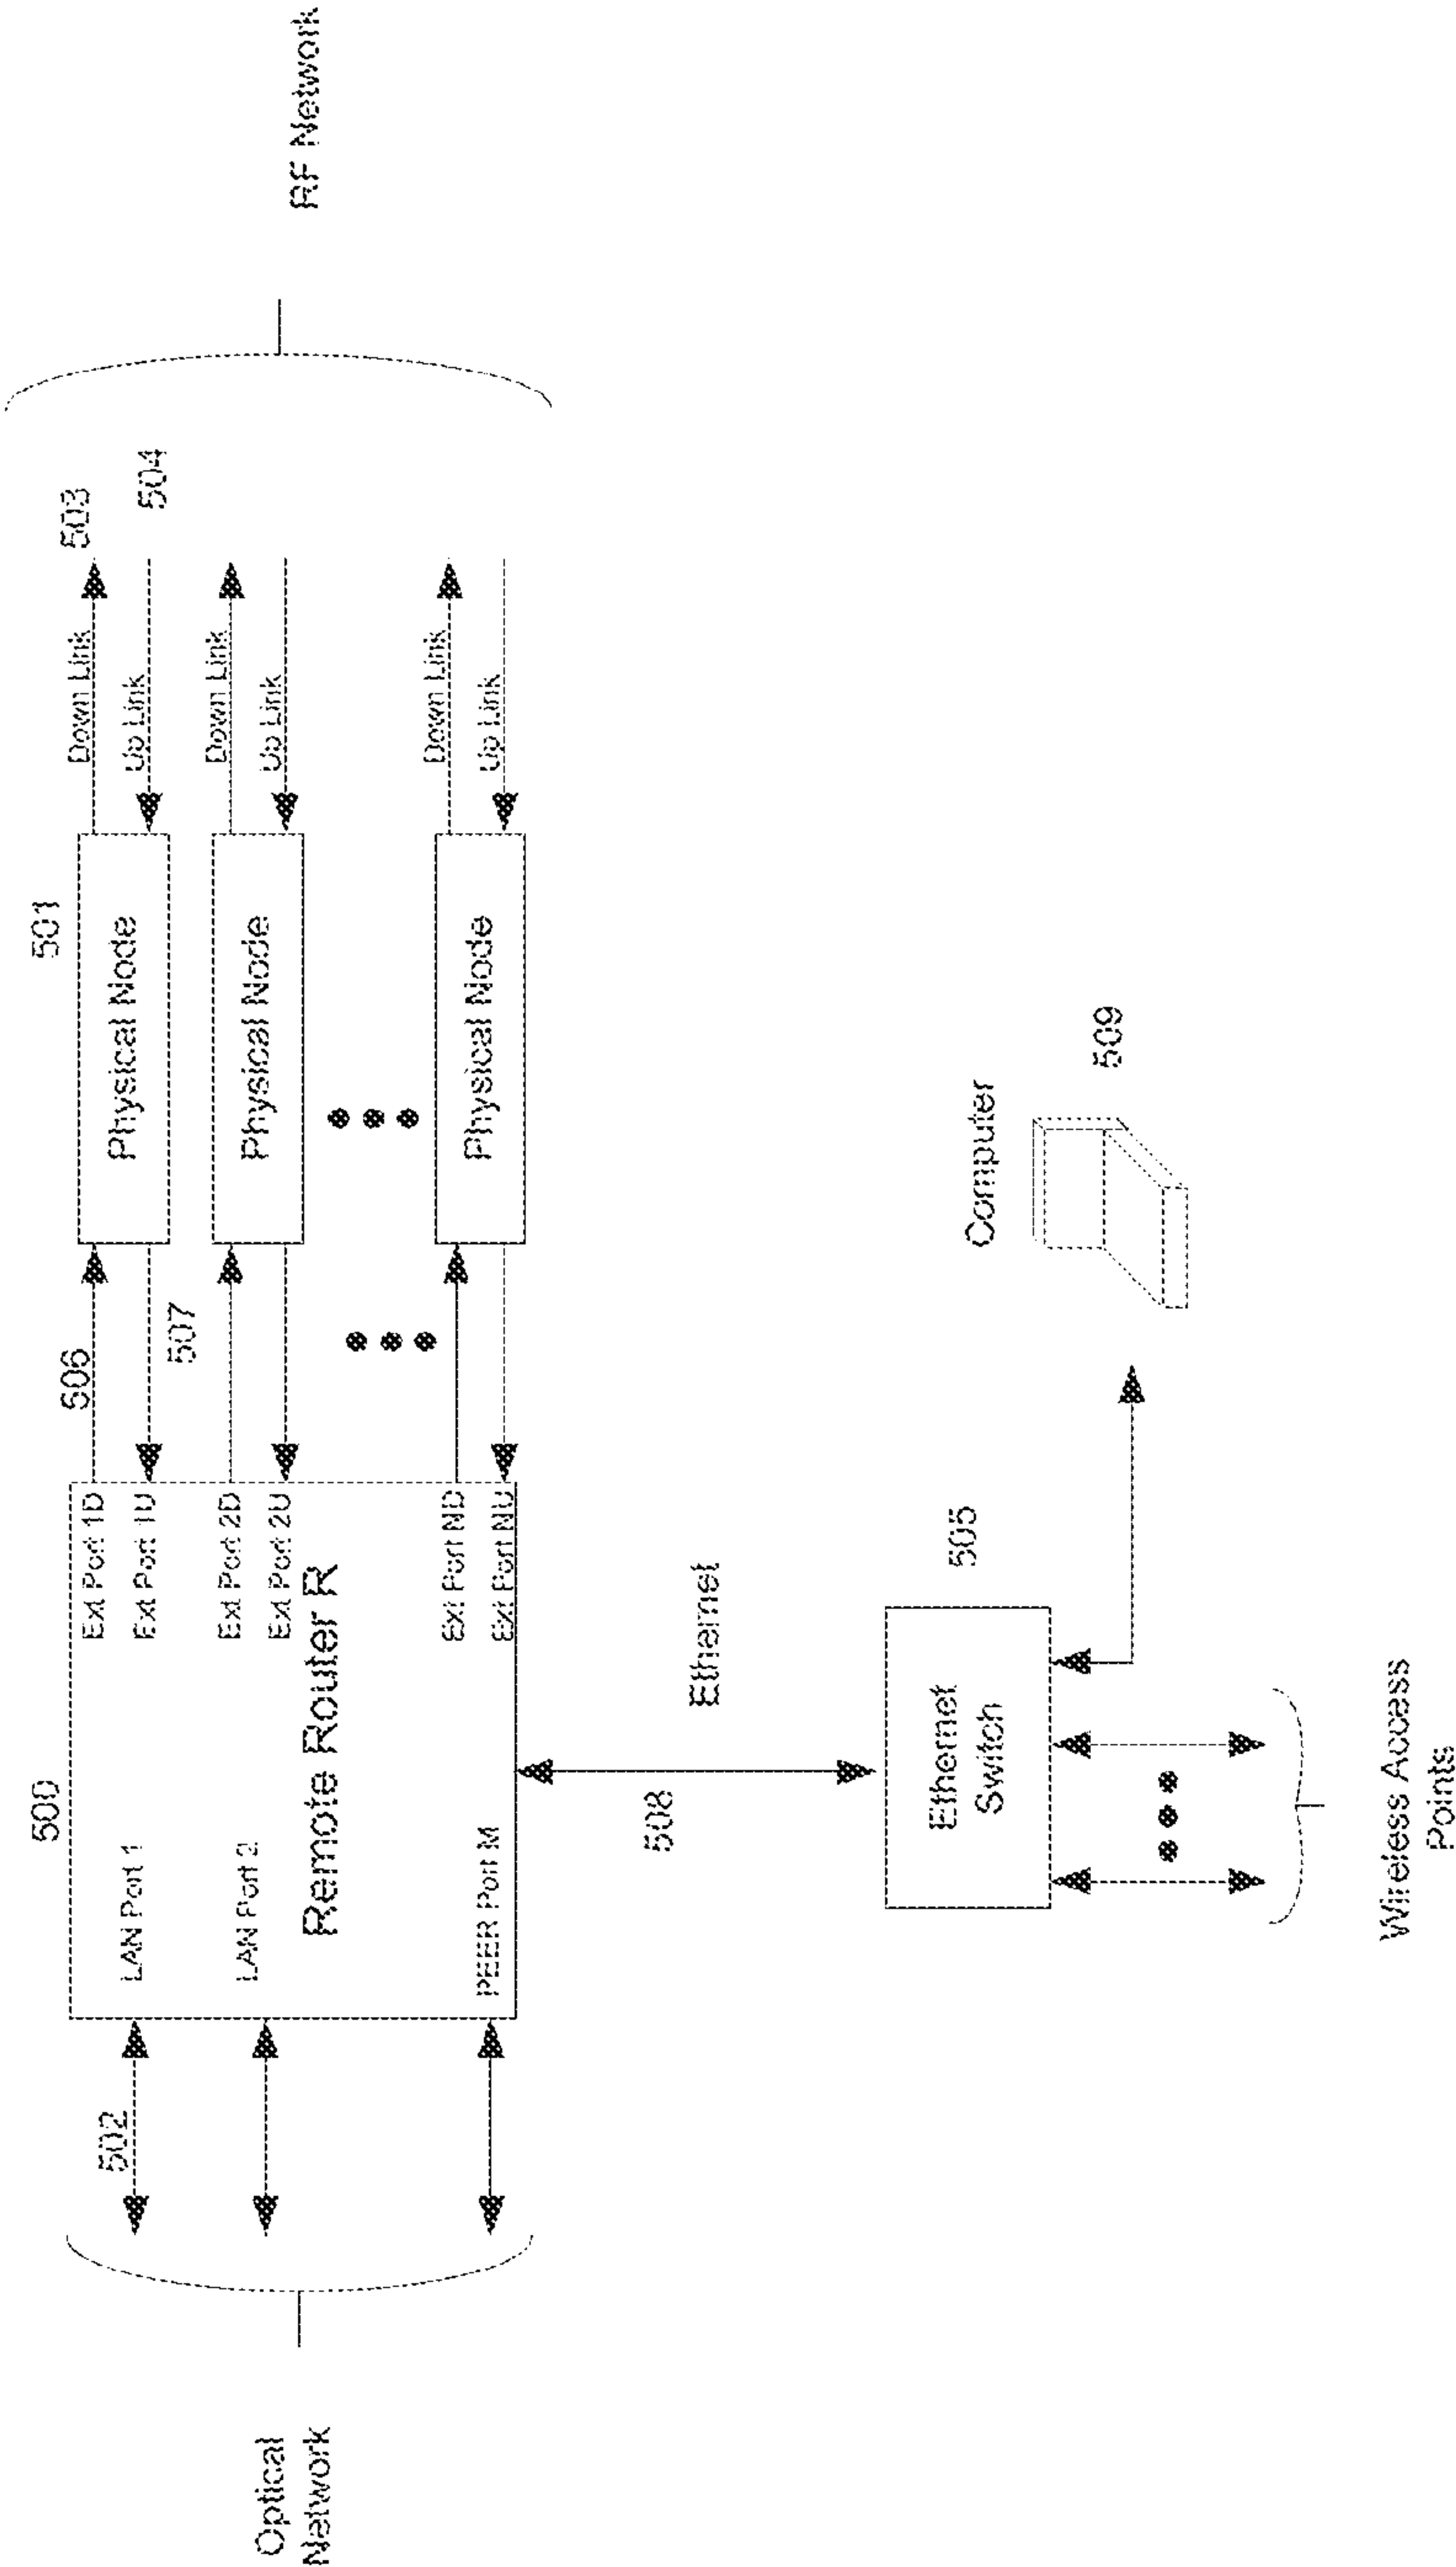 500
501
503
504
RF Network
502
LAN Port 1
LAN Port 2
PEER Port M
Remote Router R
Ext Port 1D
Ext Port 1U
Ext Port 2D
Ext Port 2U
Ext Port ND
Ext Port NU
506
507
Physical Node
Physical Node
Physical Node
Down Link
Up Link
Down Link
Up Link
Down Link
Up Link
Optical
Network
508
Ethernet
505
Ethernet
Switch
Computer
509
Wireless Access
Points